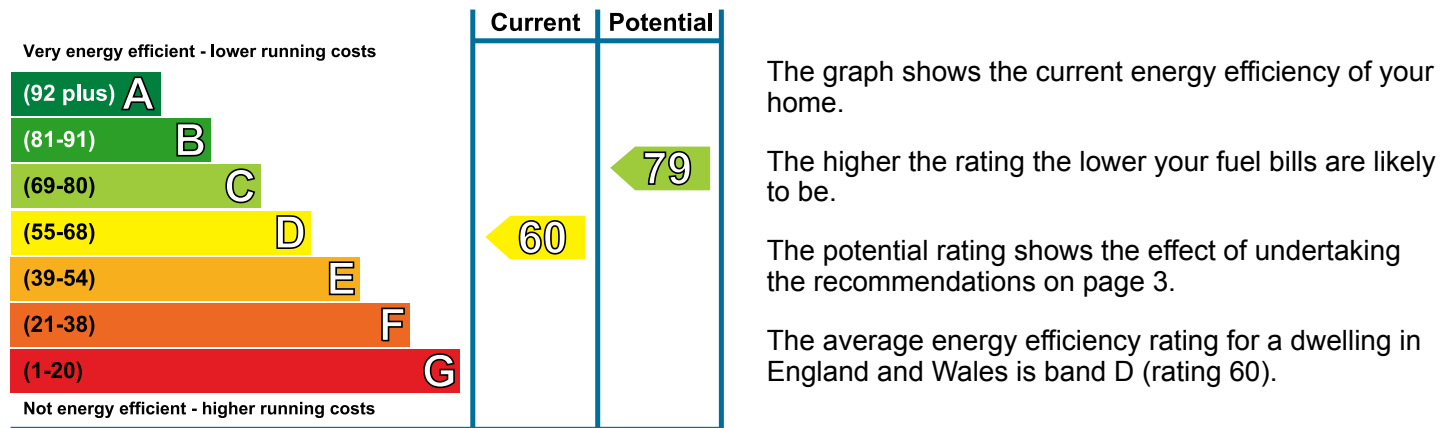 Current Potential
Very energy efficient - lower running costs
(92 plus) A
(81-91) B
(69-80) C
79
(55-68) D
60
(39-54) E
(21-38) F
(1-20) G
Not energy efficient - higher running costs
The graph shows the current energy efficiency of your
home.
The higher the rating the lower your fuel bills are likely
to be.
The potential rating shows the effect of undertaking
the recommendations on page 3.
The average energy efficiency rating for a dwelling in
England and Wales is band D (rating 60).